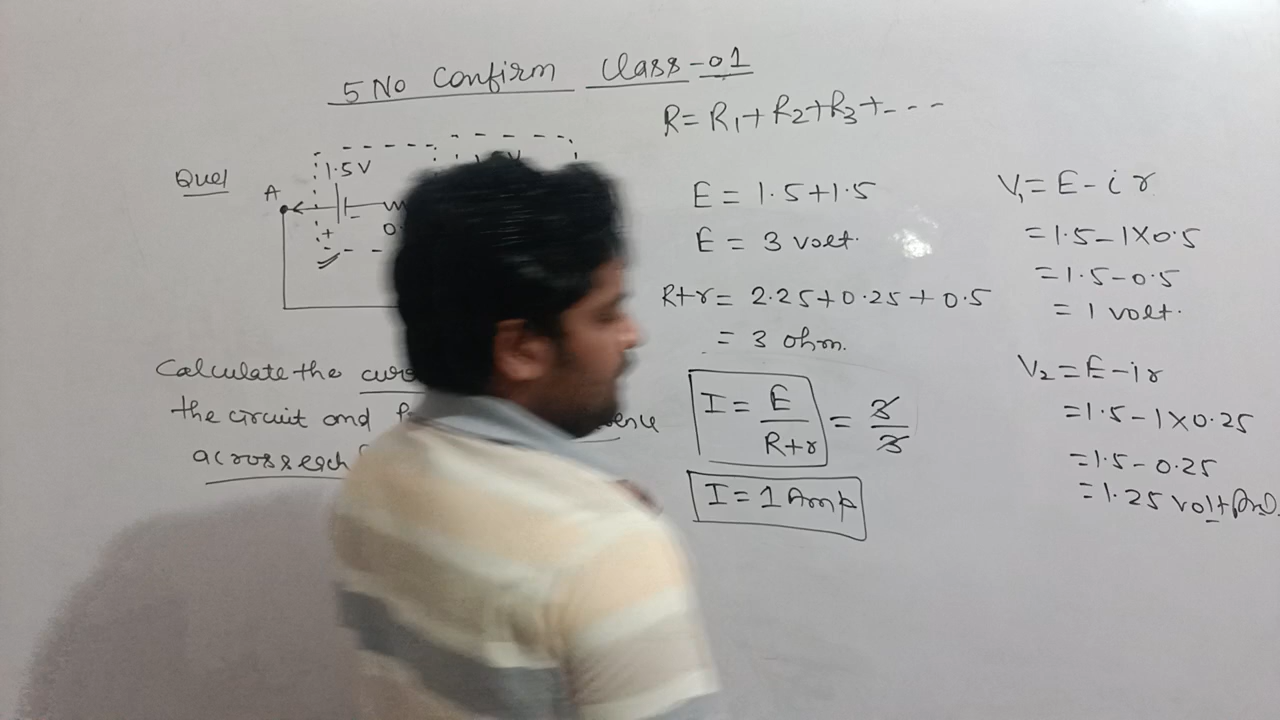 5 No Confirm Class-01
R = R1 + R2 + R3 + ---
Que1
A
1.5 V
+
-
0.
Calculate the
the circuit and
across each
E = 1.5+1.5
E = 3 volt.
R+r = 2.25+0.25+0.5
= 3 ohm.
I = E/R+r = 3/3
I = 1 Amp
V1 = E - i r
= 1.5 - 1×0.5
= 1.5 - 0.5
= 1 volt.
V2 = E - ir
= 1.5 - 1×0.25
= 1.5 - 0.25
= 1.25 volt